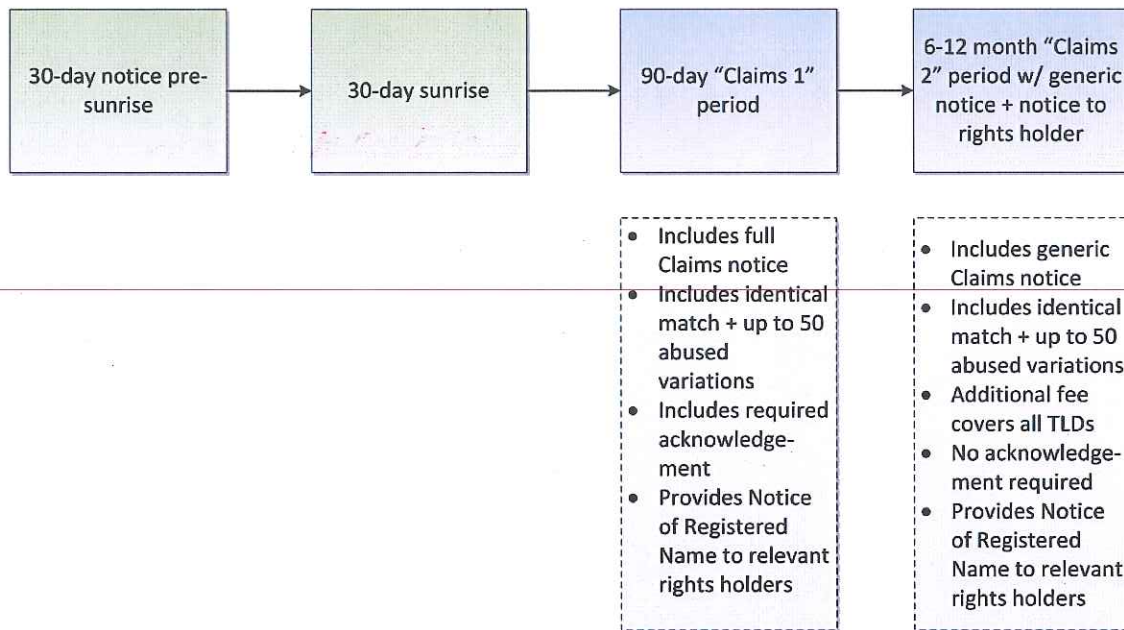 30-day notice pre-
sunrise
30-day sunrise
90-day “Claims 1”
period
6-12 month “Claims
2” period w/ generic
notice + notice to
rights holder
• Includes full
Claims notice
• Includes identical
match + up to 50
abused
variations
• Includes required
acknowledge-
ment
• Provides Notice
of Registered
Name to relevant
rights holders
• Includes generic
Claims notice
• Includes identical
match + up to 50
abused variations
• Additional fee
covers all TLDs
• No acknowledge-
ment required
• Provides Notice
of Registered
Name to relevant
rights holders